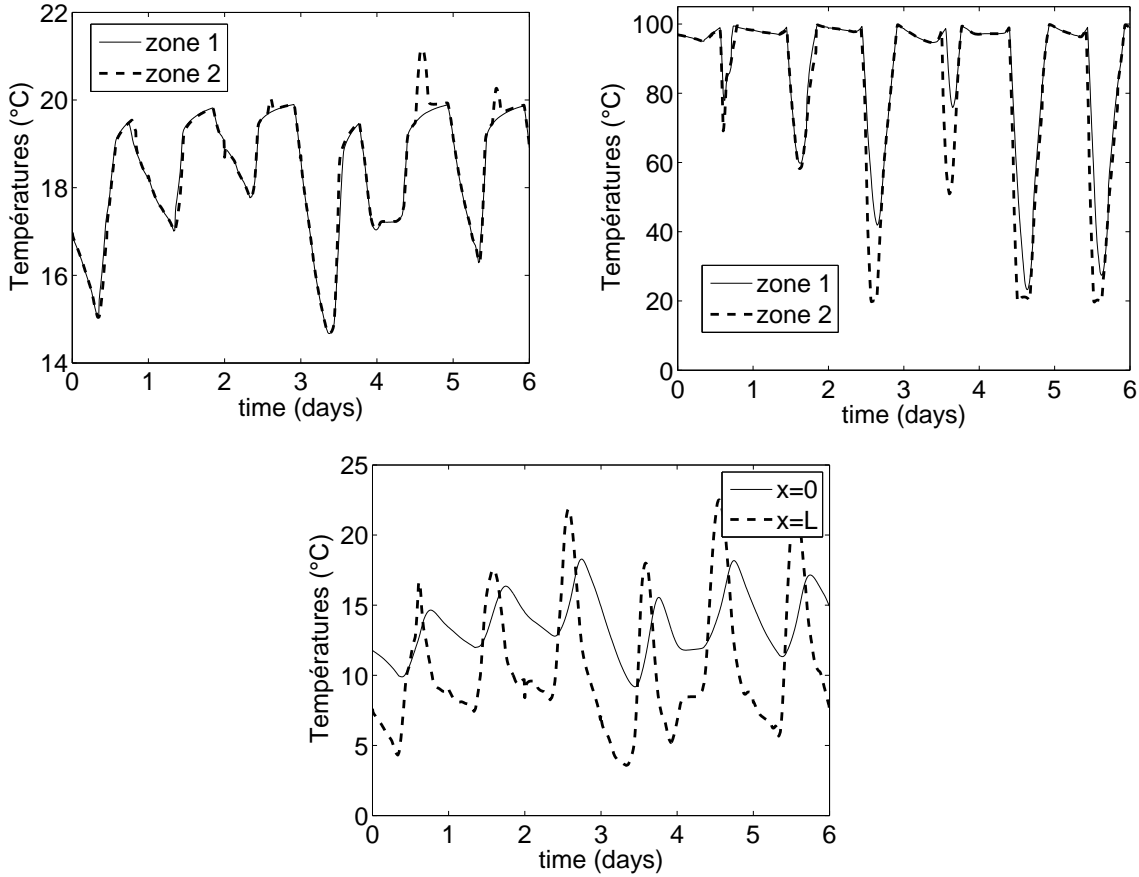 22
20
18
16
14
Températures (°C)
zone 1
zone 2
0 1 2 3 4 5 6
time (days)
100
80
60
40
20
0
Températures (°C)
zone 1
zone 2
0 1 2 3 4 5 6
time (days)
25
20
15
10
5
0
Températures (°C)
x=0
x=L
0 1 2 3 4 5 6
time (days)